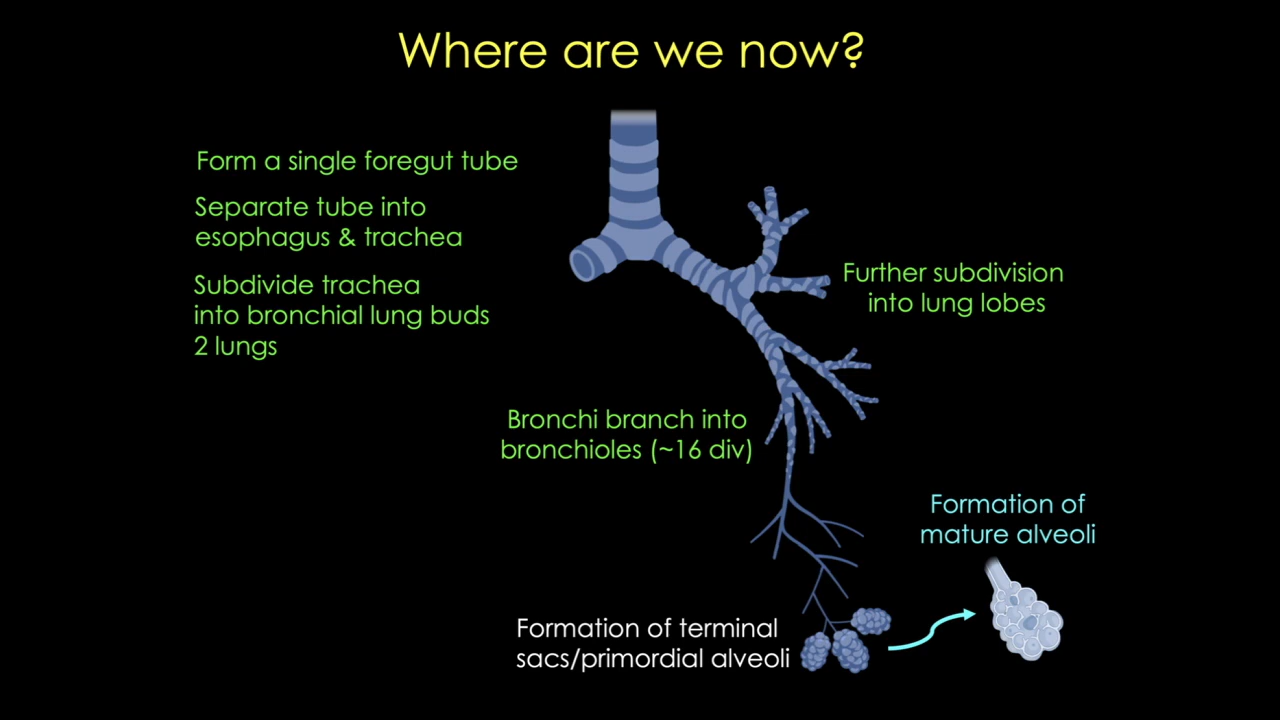 Where are we now?
Form a single foregut tube
Separate tube into
esophagus & trachea
Subdivide trachea
into bronchial lung buds
2 lungs
Further subdivision
into lung lobes
Bronchi branch into
bronchioles (~16 div)
Formation of
mature alveoli
Formation of terminal
sacs/primordial alveoli